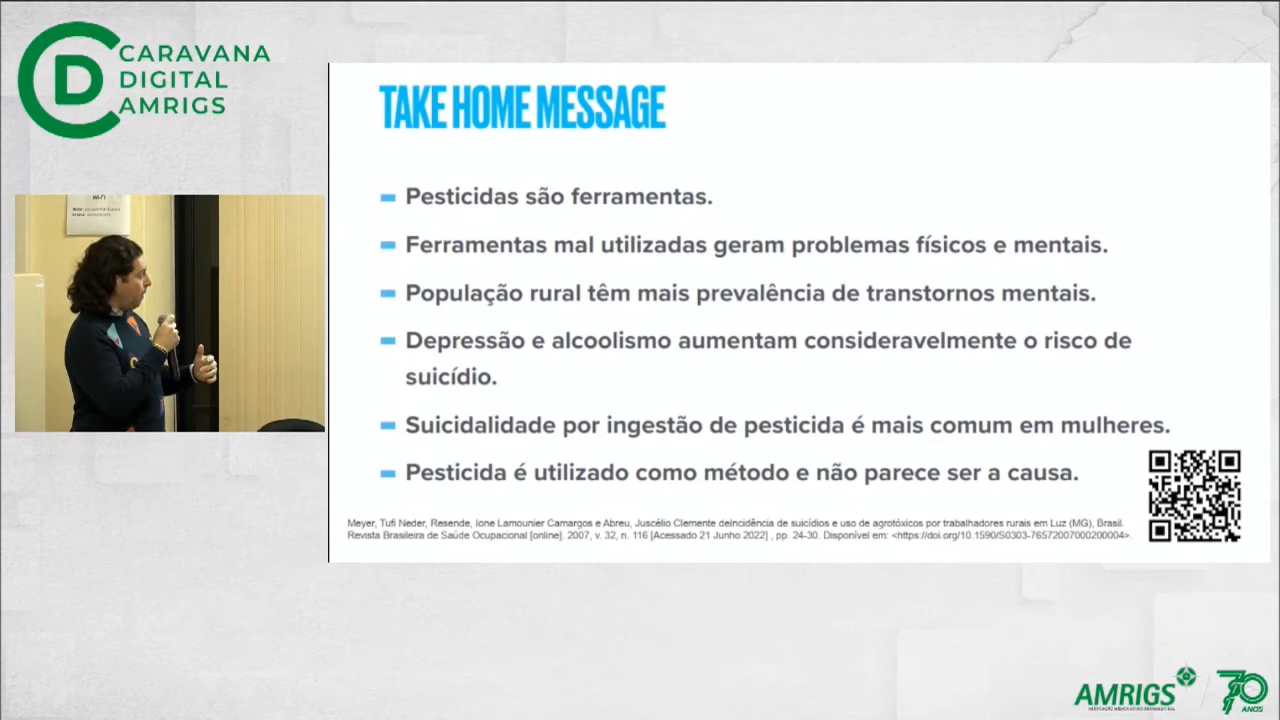 CARAVANA
DIGITAL
AMRIGS
TAKE HOME MESSAGE
Pesticidas são ferramentas.
Ferramentas mal utilizadas geram problemas físicos e mentais.
População rural têm mais prevalência de transtornos mentais.
Depressão e alcoolismo aumentam consideravelmente o risco de
suicídio.
Suicidalidade por ingestão de pesticida é mais comum em mulheres.
Pesticida é utilizado como método e não parece ser a causa.
Meyer, Tufi Neder, Resende, Ione Lamounier Camargos e Abreu, Juscélio Clemente deIncidência de suicídios e uso de agrotóxicos por trabalhadores rurais em Luz (MG), Brasil.
Revista Brasileira de Saúde Ocupacional [online]. 2007, v. 32, n. 116 [Acessado 21 Junho 2022] , pp. 24-30. Disponível em: <https://doi.org/10.1590/S0303-76572007000200004>.
AMRIGS
70
ANOS